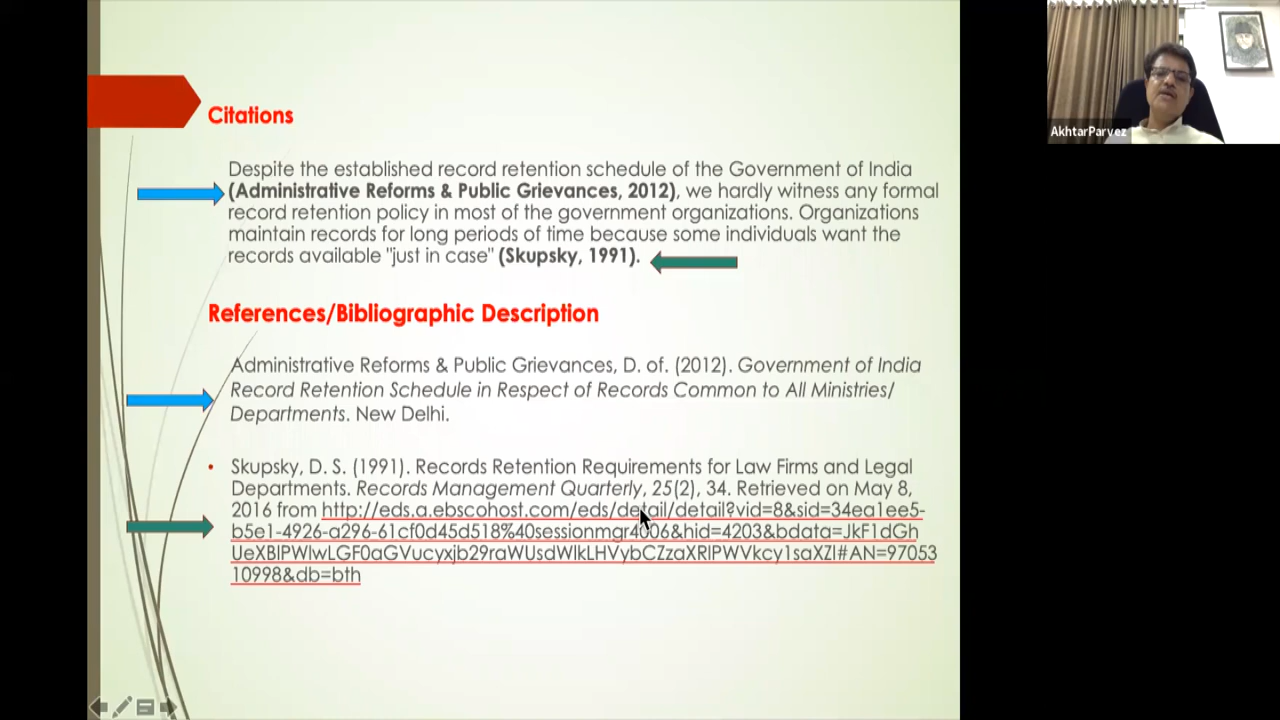 Citations
Despite the established record retention schedule of the Government of India
(Administrative Reforms & Public Grievances, 2012), we hardly witness any formal
record retention policy in most of the government organizations. Organizations
maintain records for long periods of time because some individuals want the
records available "just in case" (Skupsky, 1991).
References/Bibliographic Description
Administrative Reforms & Public Grievances, D. of. (2012). Government of India
Record Retention Schedule in Respect of Records Common to All Ministries/
Departments. New Delhi.
• Skupsky, D. S. (1991). Records Retention Requirements for Law Firms and Legal
Departments. Records Management Quarterly, 25(2), 34. Retrieved on May 8,
2016 from http://eds.a.ebscohost.com/eds/detail/detail?vid=8&sid=34ea1ee5-
b5e1-4926-a296-61cf0d45d518%40sessionmgr4006&hid=4203&bdata=JkF1dGh
UeXBlPWlwLGF0aGVucyxjb29raWUsdWlkLHVybCZzaXRlPWVkcy1saXZl#AN=97053
10998&db=bth
AkhtarParvez